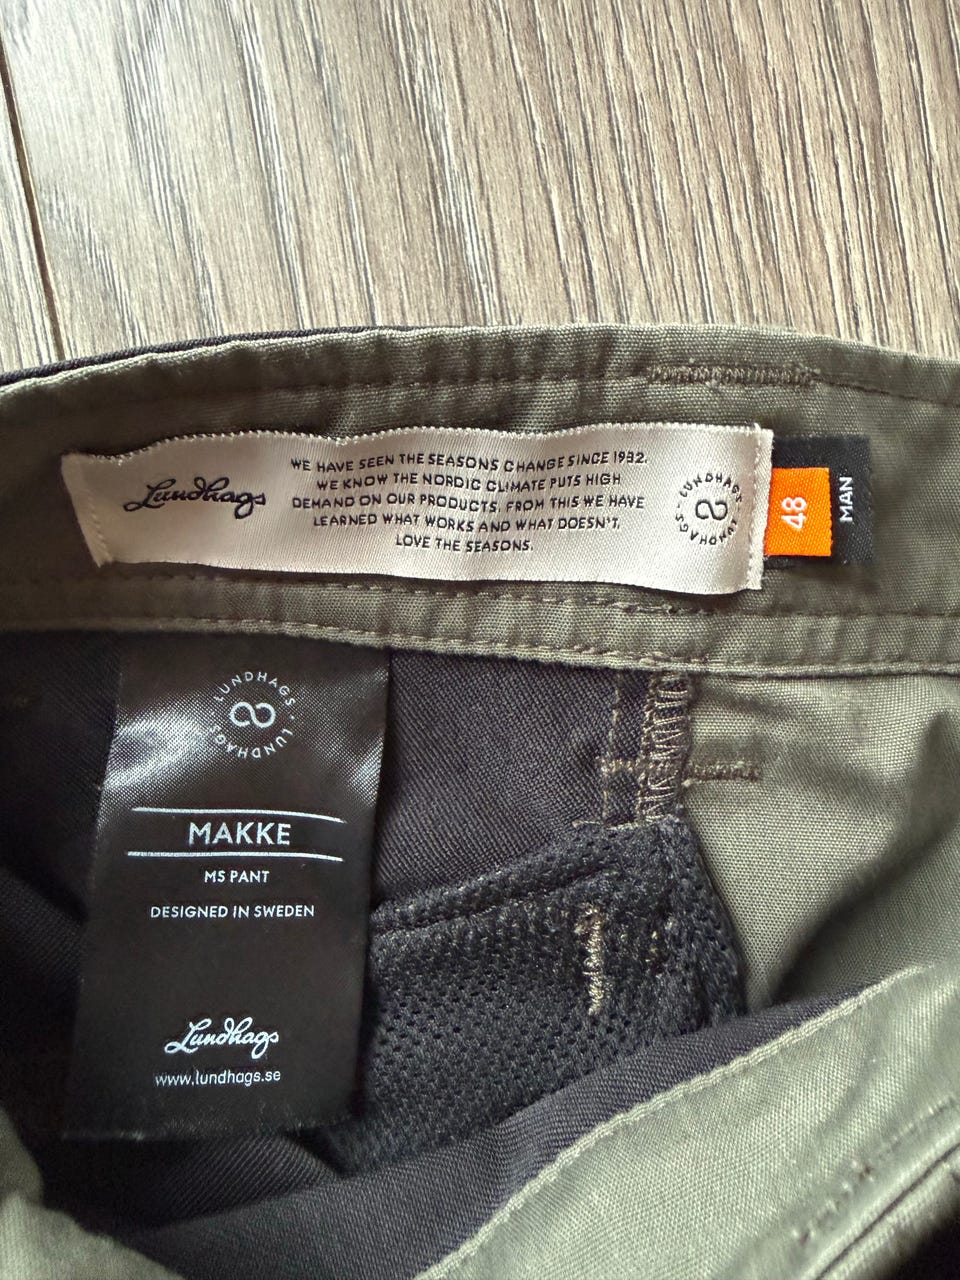 Lundhags
WE HAVE SEEN THE SEASONS CHANGE SINCE 1932.
WE KNOW THE NORDIC CLIMATE PUTS HIGH
DEMAND ON OUR PRODUCTS. FROM THIS WE HAVE
LEARNED WHAT WORKS AND WHAT DOESN'T.
LOVE THE SEASONS.
LUNDHAGS · LUNDHAGS ·
48
MAN
LUNDHAGS · LUNDHAGS ·
MAKKE
MS PANT
DESIGNED IN SWEDEN
Lundhags
www.lundhags.se